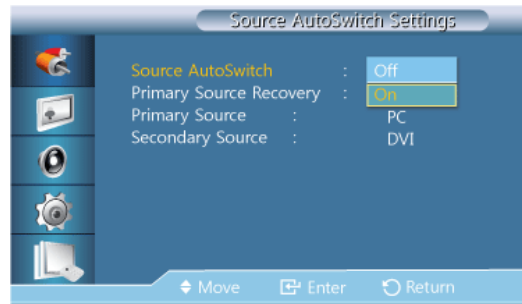 Source AutoSwitch Settings
Source AutoSwitch : Off
Primary Source Recovery : On
Primary Source : PC
Secondary Source : DVI
Move Enter Return